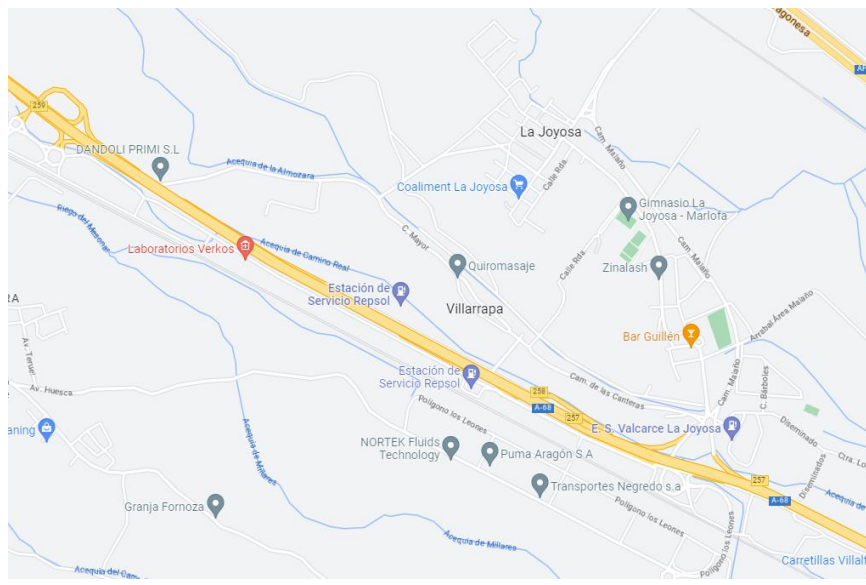 agonesa
259
DANDOLI PRIMI S.L
Acequia de la Almozara
La Joyosa
Cam. Malaño
Coaliment La Joyosa
Calle Rda.
Gimnasio La
Joyosa - Marlofa
Riego del Mesonar
C. Mayor
Laboratorios Verkos
Acequia de Camino Real
Quiromasaje
Calle Rda.
Zinalash
Cam. Malaño
Estación de
Servicio Repsol
RA
Villarrapa
Arrabal Área Malaño
Bar Guillén
Av. Teruel
Av. Huesca
Estación de
Servicio Repsol
258
A-68
257
Cam. de las Canteras
Cam. Malaño
C. Bárboles
Polígono los Leones
E. S. Valcarce La Joyosa
Diseminado
Ctra. Lo
aning
Acequia de Millares
NORTEK Fluids
Technology
Puma Aragón S A
Transportes Negredo s.a
257
A-68
Diseminados
Acequia de
Granja Fornoza
Polígono los Leones
Acequia de Millares
Polígono los Leones
Carretillas Villalt
Acequia del Cam